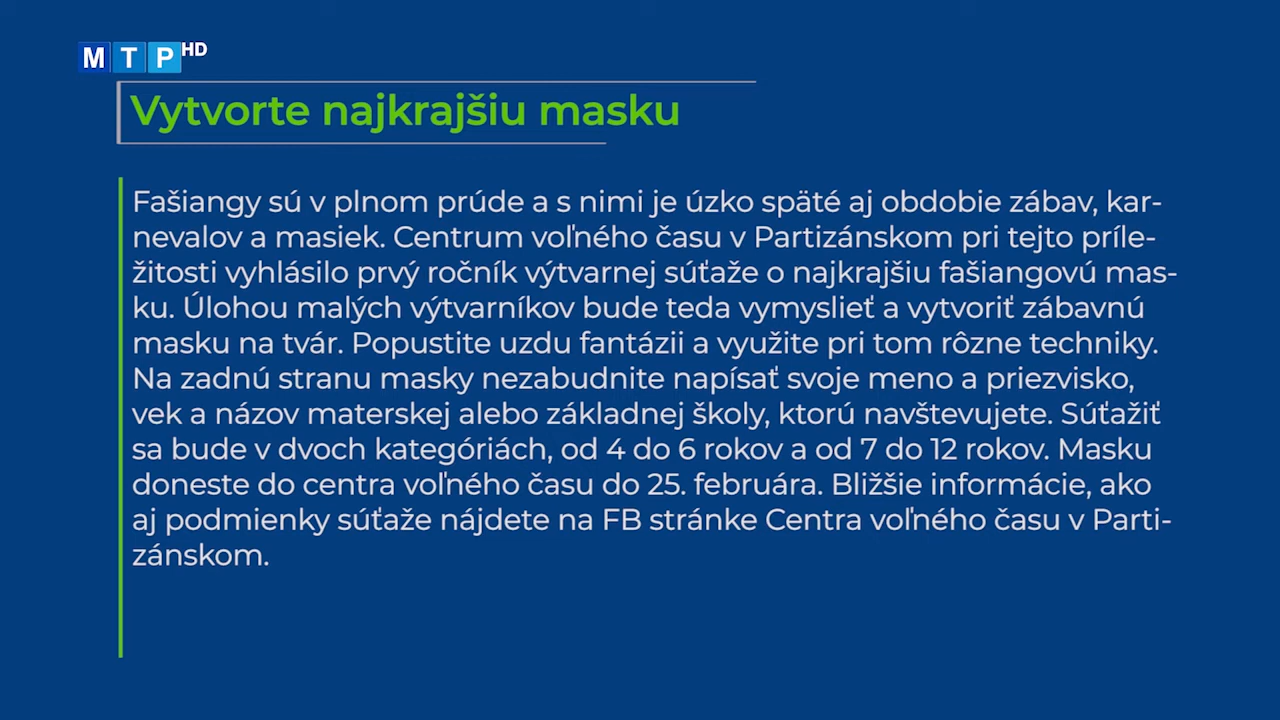 MTP HD
Vytvorte najkrajšiu masku
Fašiangy sú v plnom prúde a s nimi je úzko späté aj obdobie zábav, kar-
nevalov a masiek. Centrum voľného času v Partizánskom pri tejto príle-
žitosti vyhlásilo prvý ročník výtvarnej súťaže o najkrajšiu fašiangovú mas-
ku. Úlohou malých výtvarníkov bude teda vymyslieť a vytvoriť zábavnú
masku na tvár. Popustite uzdu fantázii a využite pri tom rôzne techniky.
Na zadnú stranu masky nezabudnite napísať svoje meno a priezvisko,
vek a názov materskej alebo základnej školy, ktorú navštevujete. Súťažiť
sa bude v dvoch kategóriách, od 4 do 6 rokov a od 7 do 12 rokov. Masku
doneste do centra voľného času do 25. februára. Bližšie informácie, ako
aj podmienky súťaže nájdete na FB stránke Centra voľného času v Parti-
zánskom.